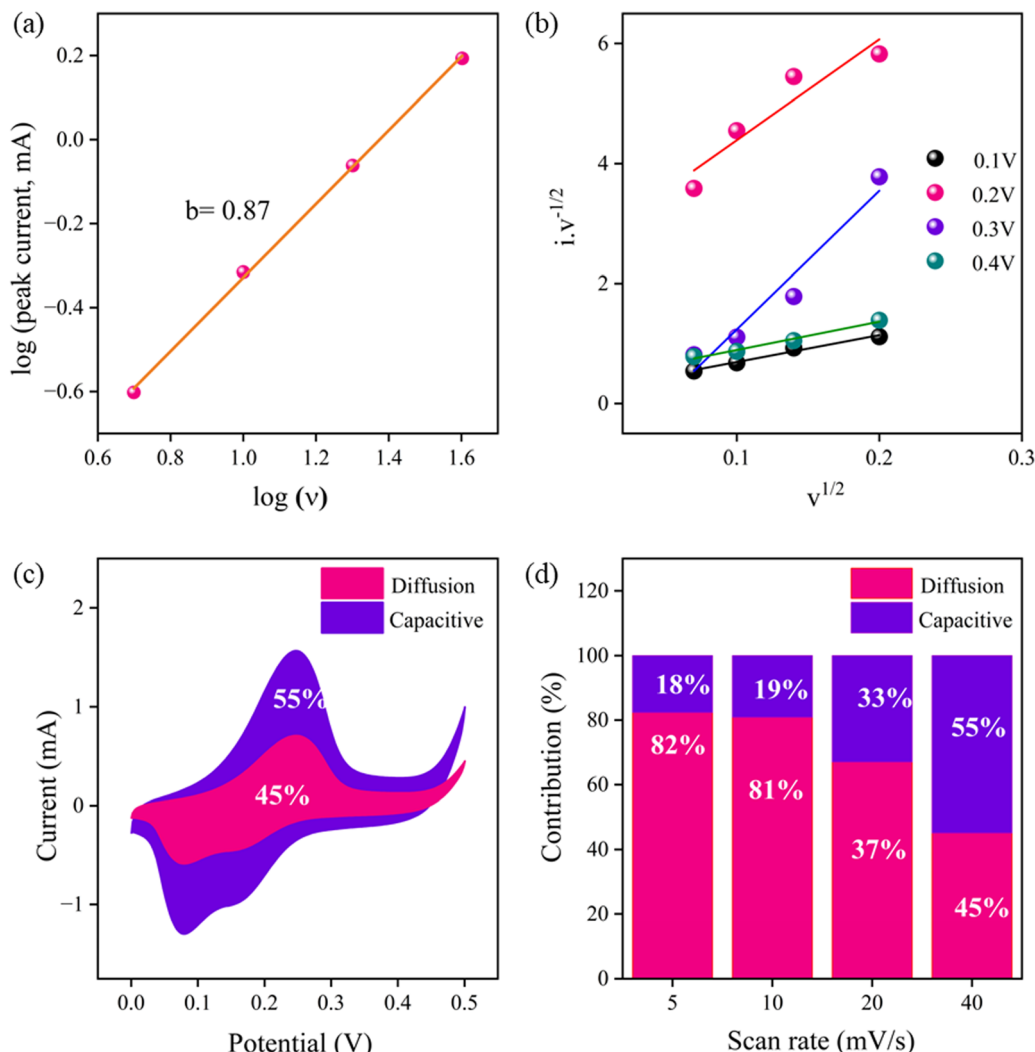 (a)
log (peak current, mA)
0.2
0.0
−0.2
−0.4
−0.6
b= 0.87
0.6 0.8 1.0 1.2 1.4 1.6
log (ν)
(b)
i.v-1/2
6
4
2
0
0.1V
0.2V
0.3V
0.4V
0.1 0.2 0.3
v1/2
(c)
Current (mA)
2
1
0
−1
Diffusion
Capacitive
55%
45%
0.0 0.1 0.2 0.3 0.4 0.5
Potential (V)
(d)
Contribution (%)
120
100
80
60
40
20
0
Diffusion
Capacitive
18% 19% 33% 55%
82% 81% 37% 45%
5 10 20 40
Scan rate (mV/s)